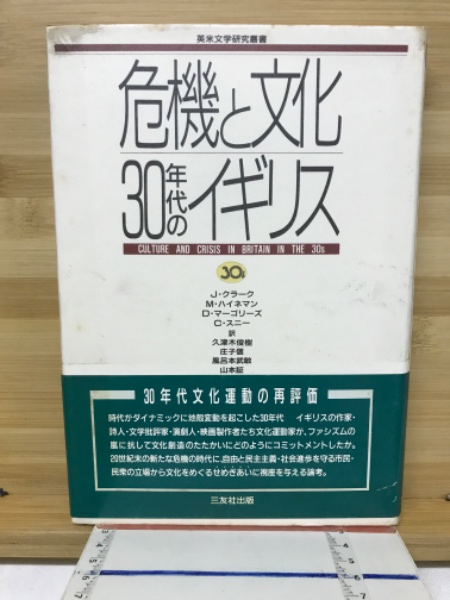 英米文学研究叢書
危機と文化
30年代のイギリス
CULTURE AND CRISIS IN BRITAIN IN THE 30s
30s
J・クラーク
M・ハイネマン
D・マーゴリーズ
C・スニー
訳
久津木俊樹
庄子信
風呂本武敏
山本証
30年代文化運動の再評価
時代がダイナミックに地殻変動を起こした30年代 イギリスの作家・
詩人・文学批評家・演劇人・映画製作者たち文化運動家が、ファシズムの
嵐に抗して文化創造のたたかいにどのようにコミットメントしたか。
20世紀末の新たな危機の時代に、自由と民主主義・社会進歩を守る市民・
民衆の立場から文化をめぐるせめぎあいに視座を与える論考。
三友社出版